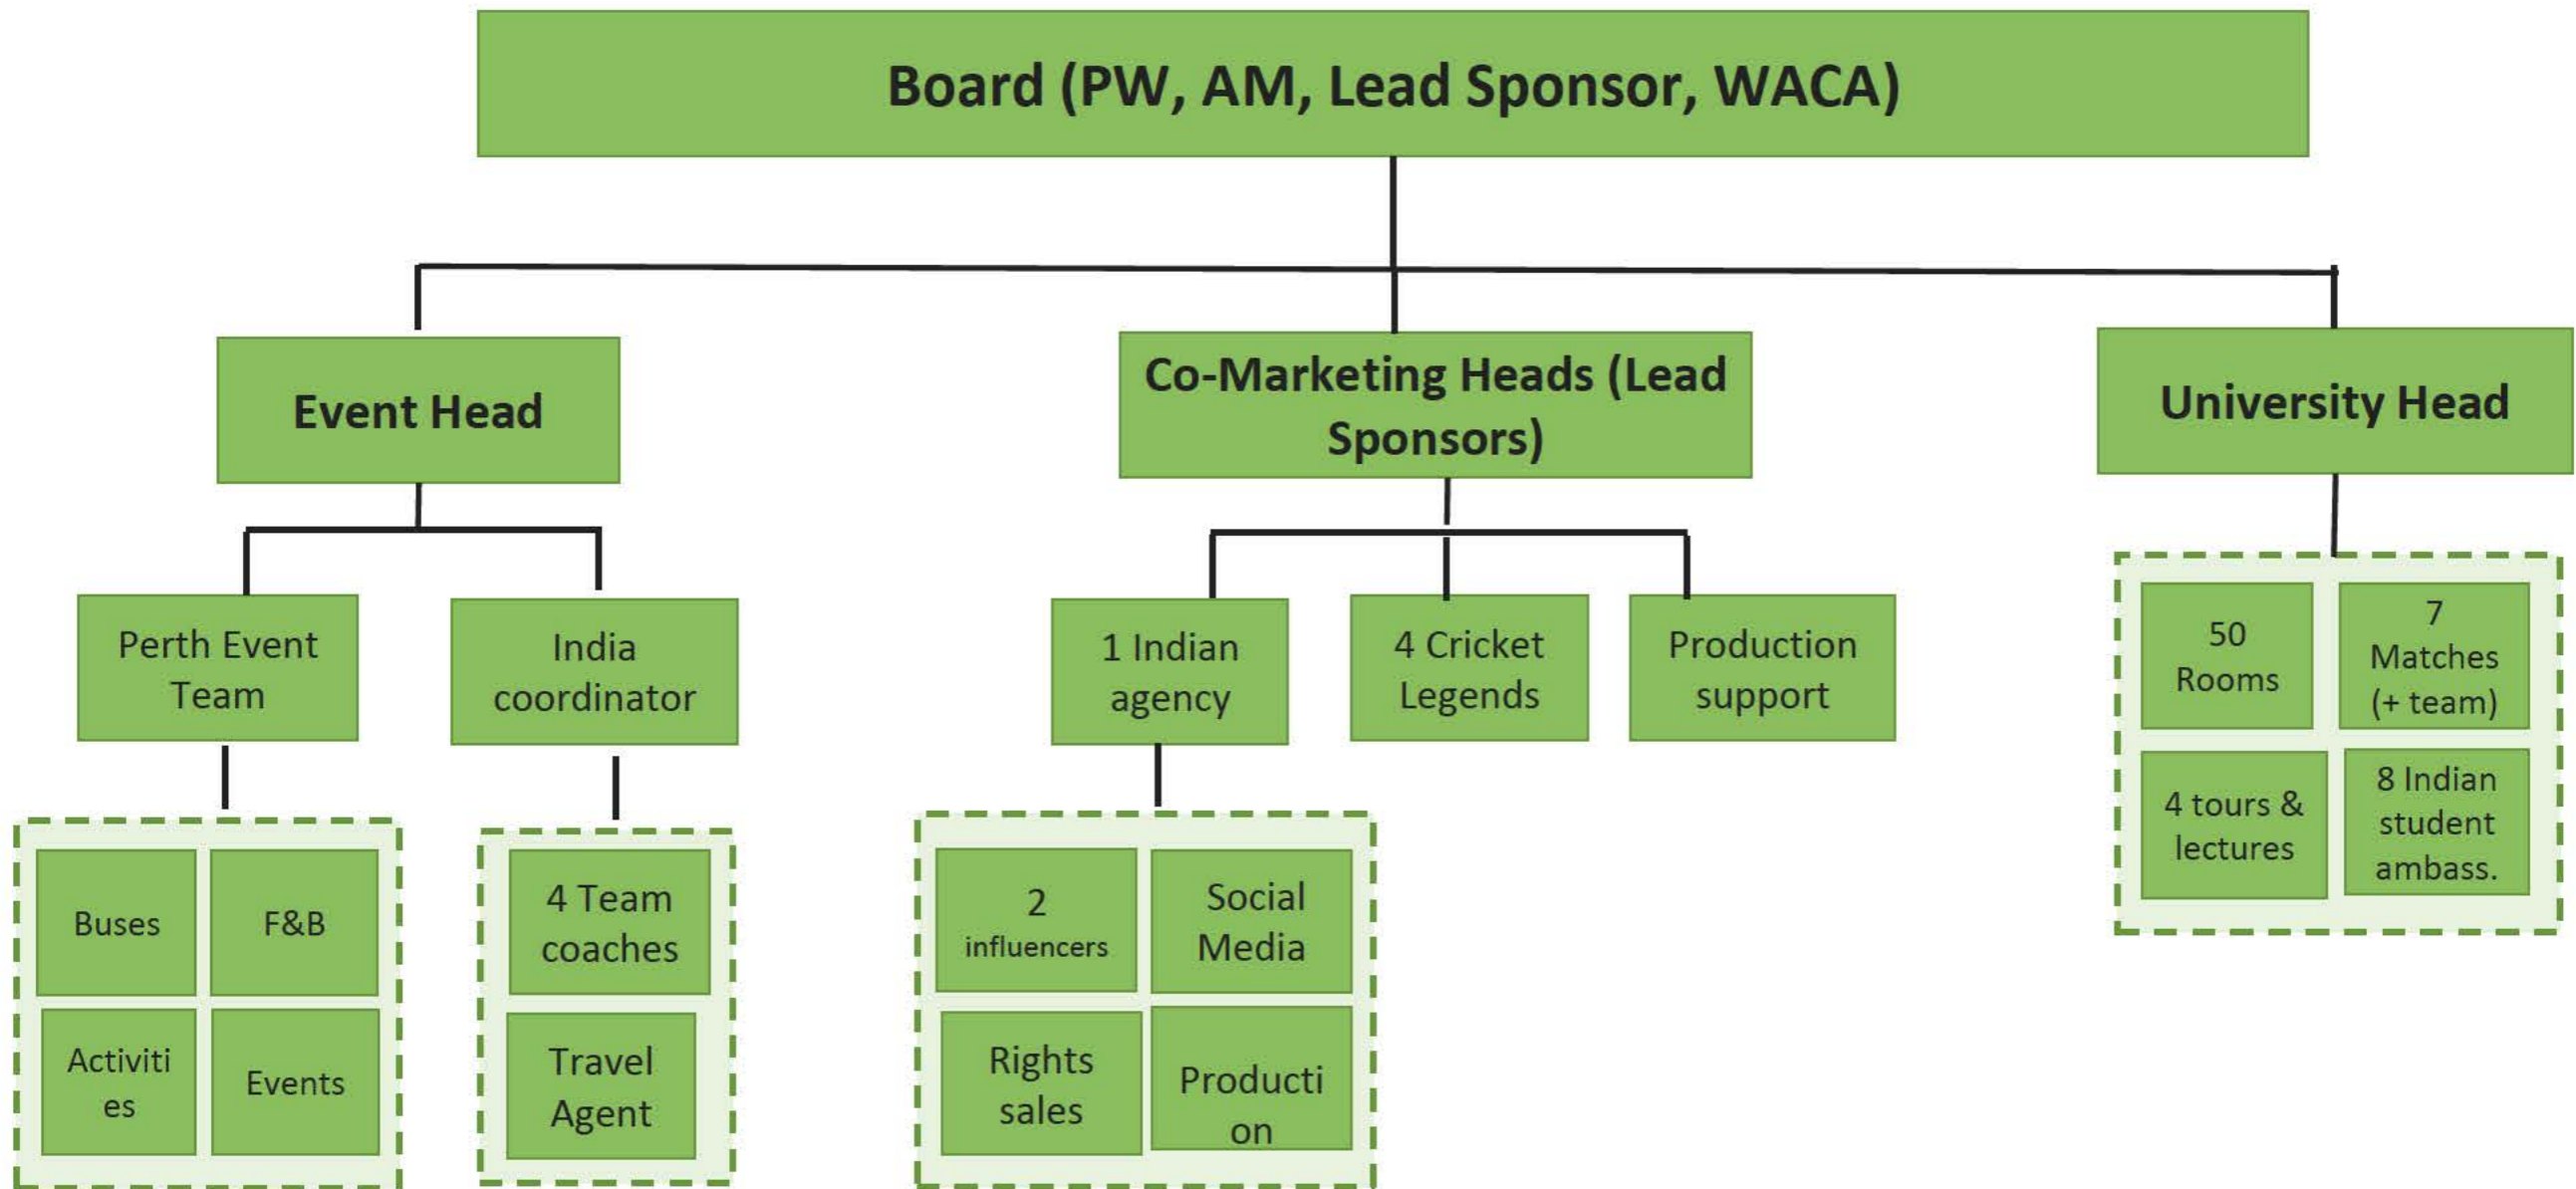 Board (PW, AM, Lead Sponsor, WACA)
Event Head
Co-Marketing Heads (Lead
Sponsors)
University Head
Perth Event
Team
India
coordinator
1 Indian
agency
4 Cricket
Legends
Production
support
50
Rooms
7
Matches
(+ team)
4 tours &
lectures
8 Indian
student
ambass.
Buses
F&B
Activiti
es
Events
4 Team
coaches
Travel
Agent
2
influencers
Social
Media
Rights
sales
Producti
on